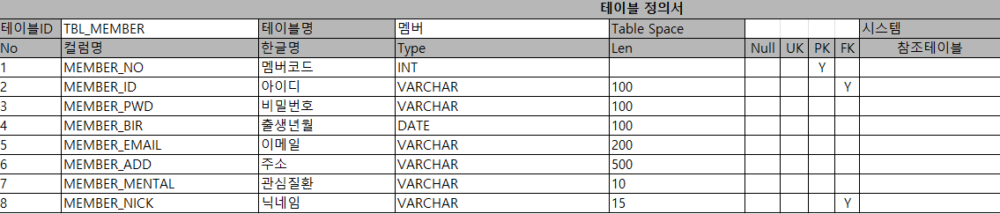 테이블 정의서
테이블ID TBL_MEMBER 테이블명 멤버 Table Space 시스템
No 컬럼명 한글명 Type Len Null UK PK FK 참조테이블
1 MEMBER_NO 멤버코드 INT Y
2 MEMBER_ID 아이디 VARCHAR 100 Y
3 MEMBER_PWD 비밀번호 VARCHAR 100
4 MEMBER_BIR 출생년월 DATE 100
5 MEMBER_EMAIL 이메일 VARCHAR 200
6 MEMBER_ADD 주소 VARCHAR 500
7 MEMBER_MENTAL 관심질환 VARCHAR 10
8 MEMBER_NICK 닉네임 VARCHAR 15 Y